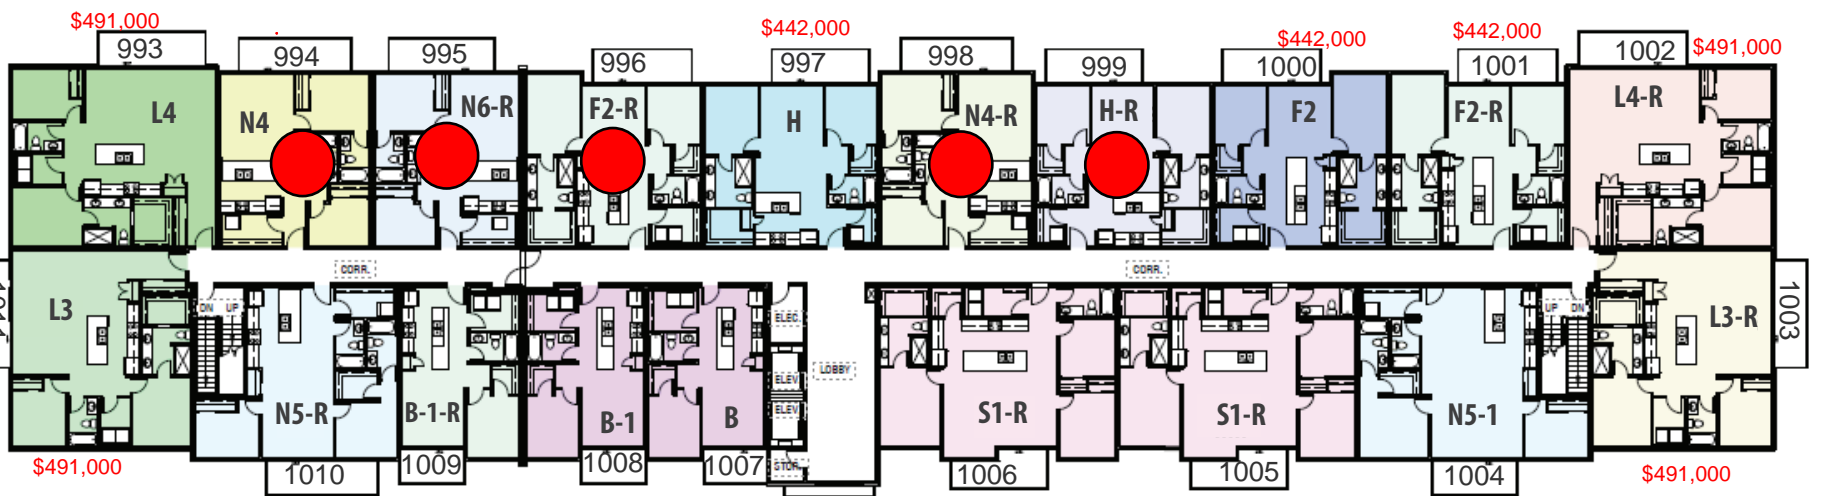 $491,000
$442,000
$442,000
$442,000
$491,000
993
994
995
996
997
998
999
1000
1001
1002
L4
N4
N6-R
F2-R
H
N4-R
H-R
F2
F2-R
L4-R
CORR.
CORR.
L3
DN UP
N5-R
B-1-R
B-1
B
ELEC.
ELEV
ELEV
STOR.
LOBBY
S1-R
S1-R
N5-1
UP DN
L3-R
1003
$491,000
1010
1009
1008
1007
1006
1005
1004
$491,000